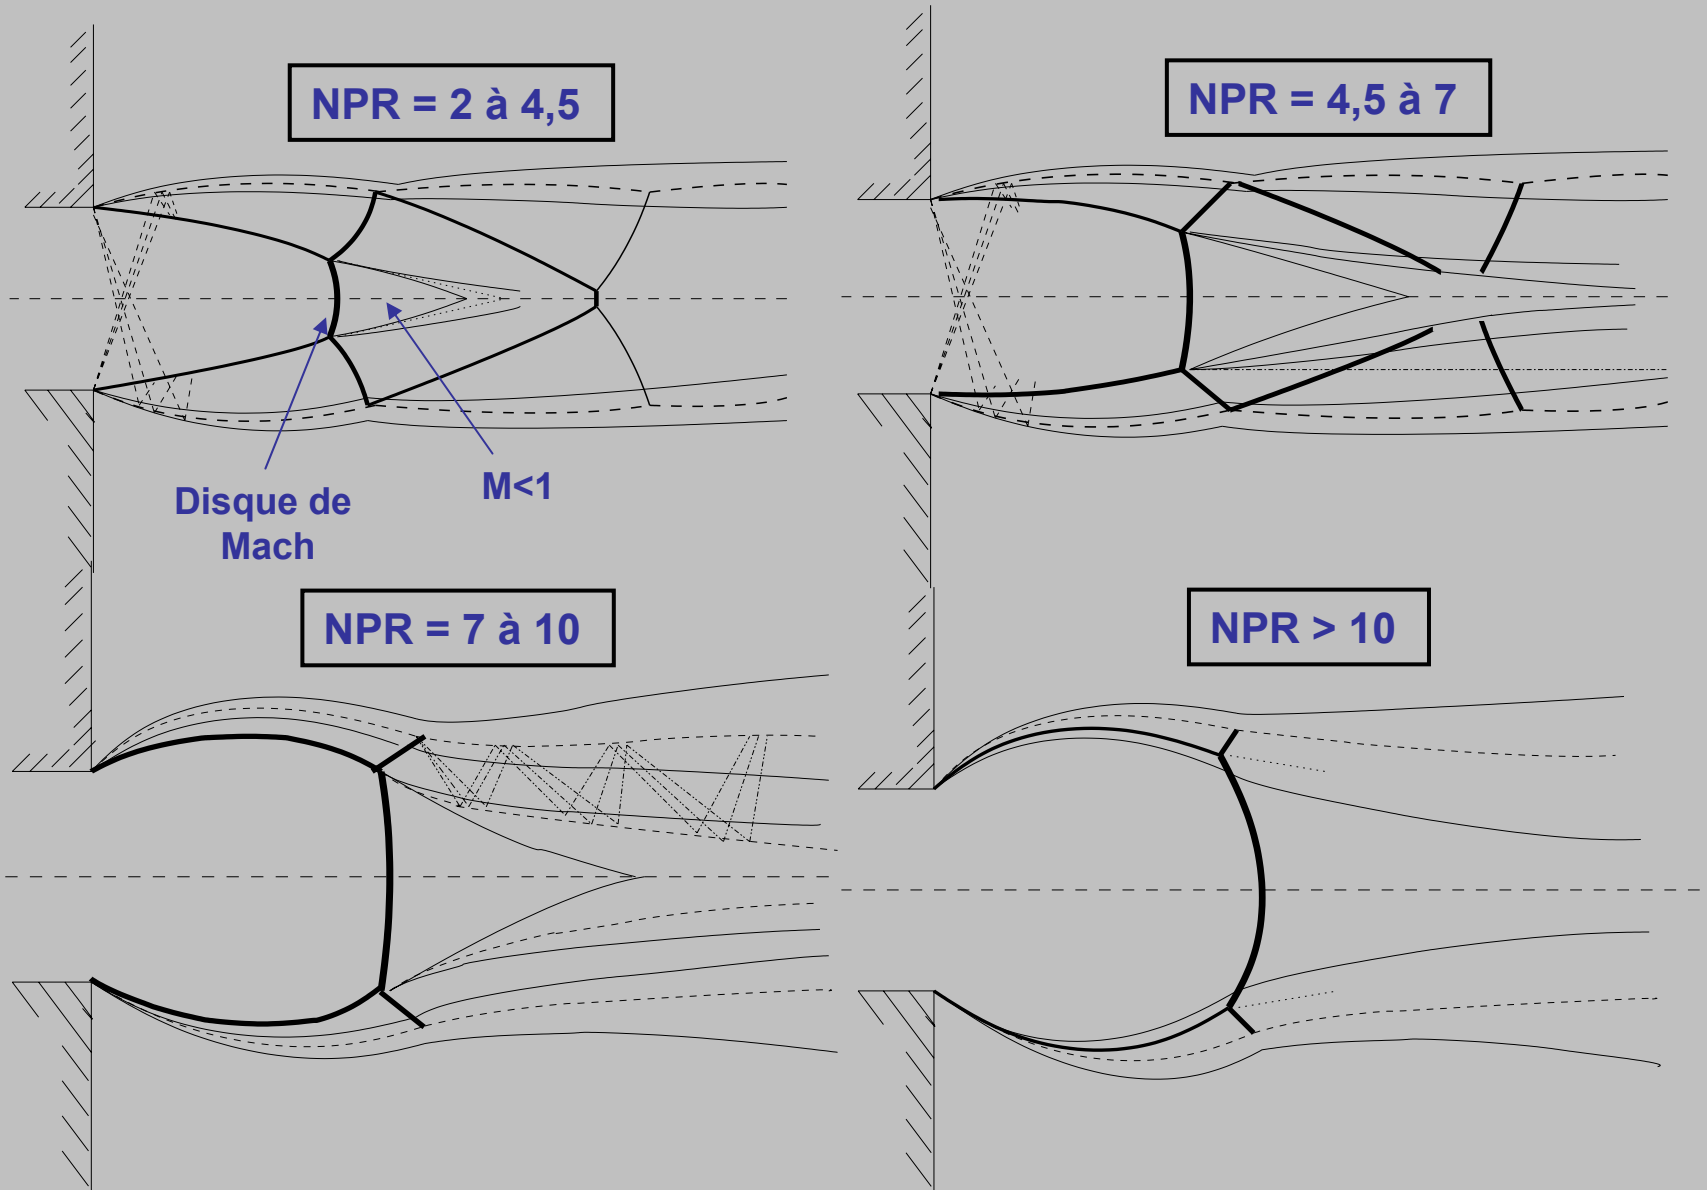 NPR = 2 à 4,5
NPR = 4,5 à 7
Disque de
Mach
M<1
NPR = 7 à 10
NPR > 10